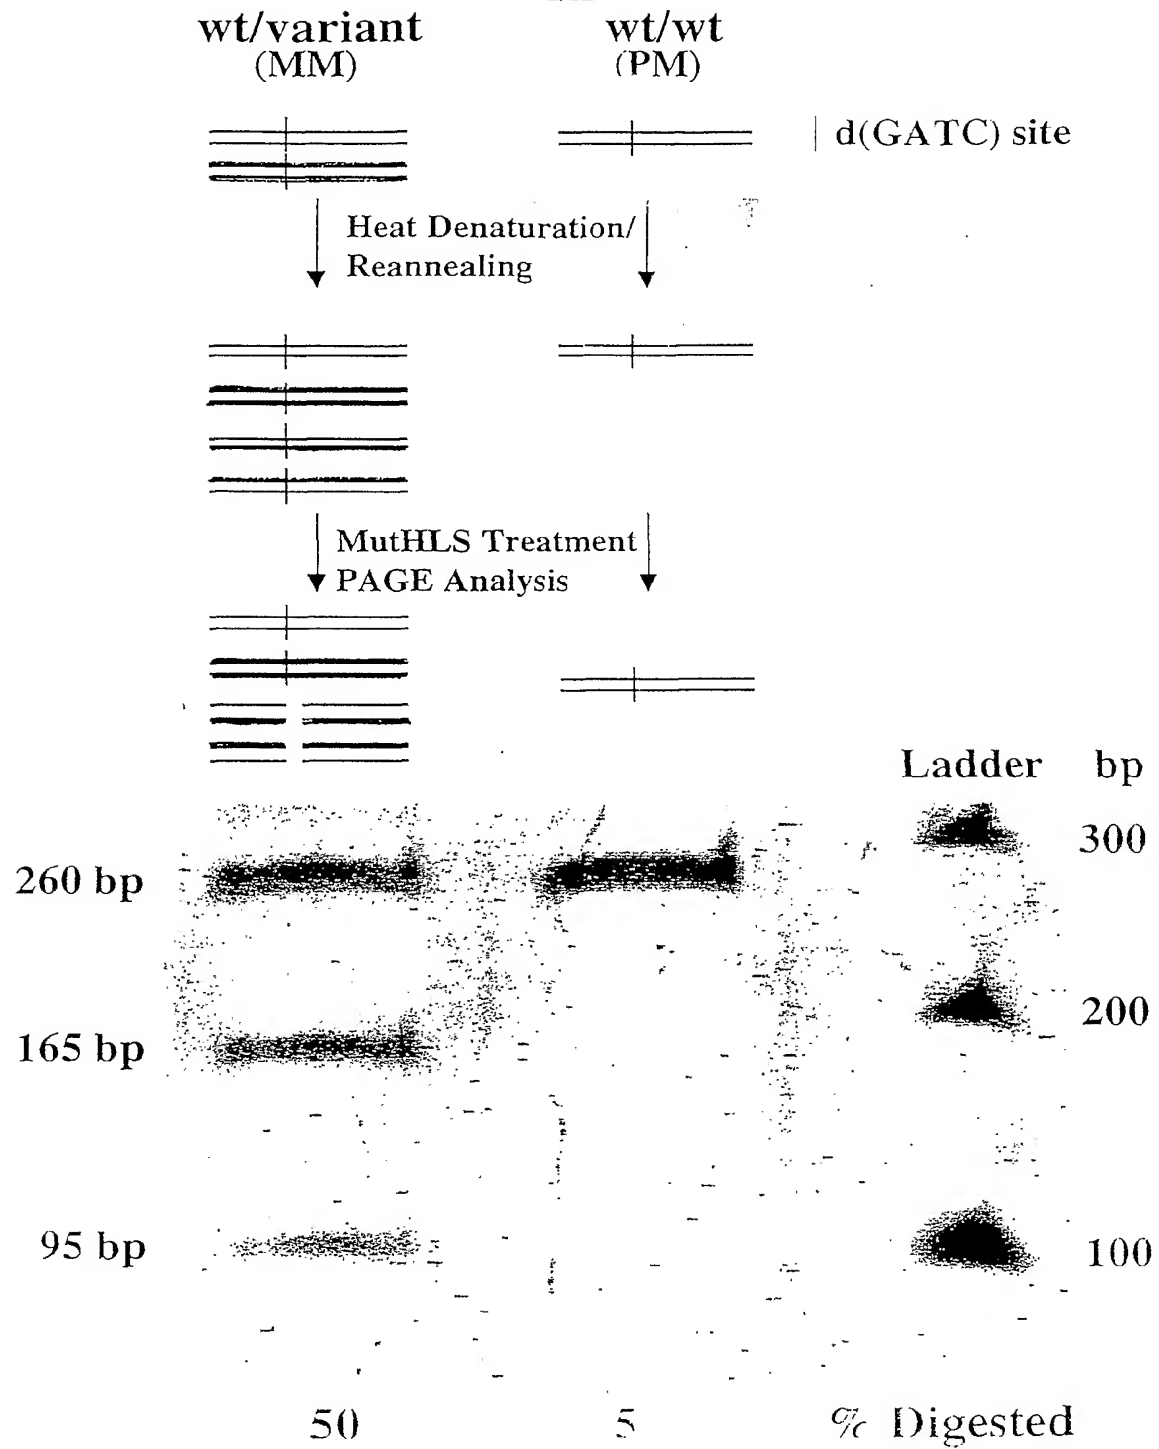 wt/variant wt/wt
(MM) (PM)
d(GATC) site
Heat Denaturation/
Reannealing
MutHLS Treatment
PAGE Analysis
Ladder bp
300
260 bp
200
165 bp
95 bp
100
50 5 % Digested